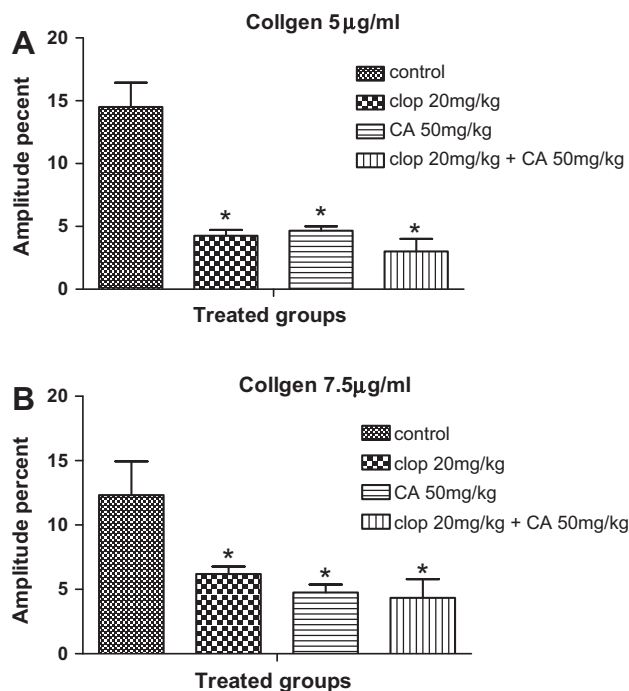 A
Collgen 5μg/ml
Amplitude pecent
20
15
10
5
0
control
clop 20mg/kg
CA 50mg/kg
clop 20mg/kg + CA 50mg/kg
*
*
*
Treated groups
B
Collgen 7.5μg/ml
Amplitude percent
20
15
10
5
0
control
clop 20mg/kg
CA 50mg/kg
clop 20mg/kg + CA 50mg/kg
*
*
*
Treated groups